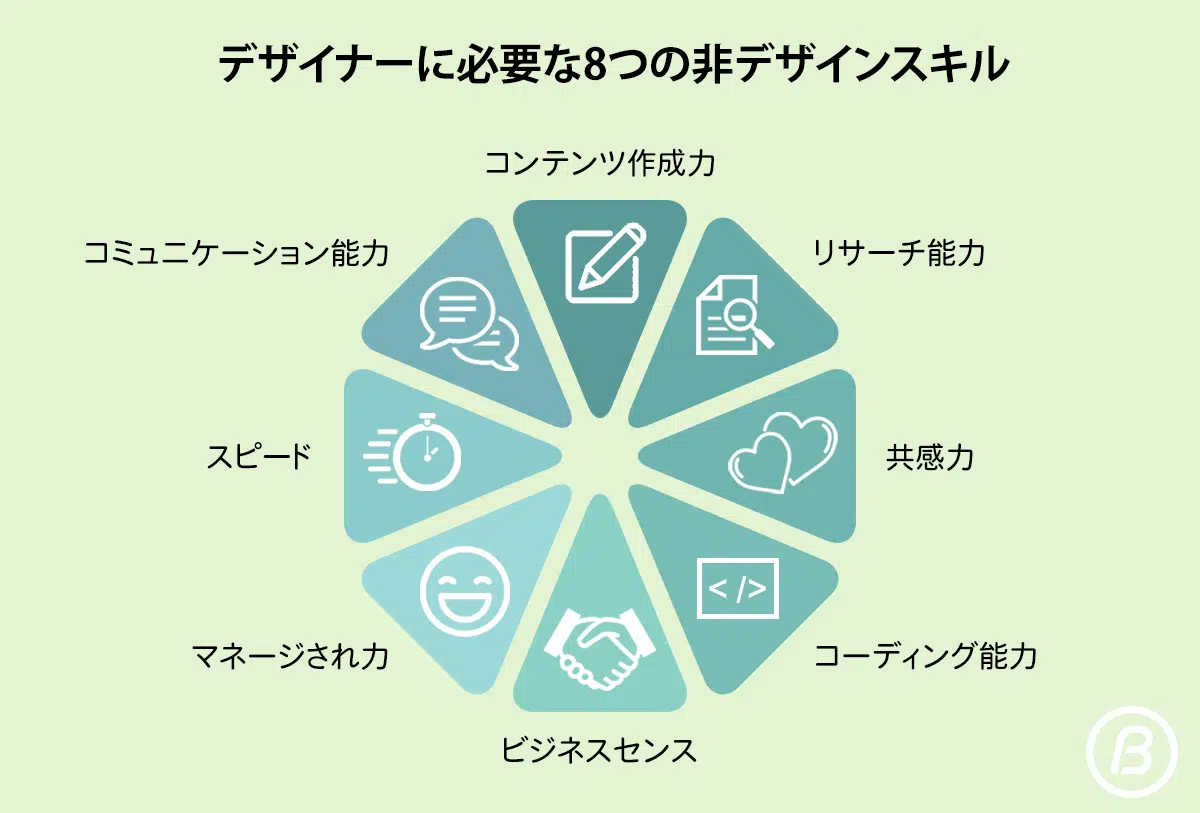 デザイナーに必要な8つの非デザインスキル
コンテンツ作成力
コミュニケーション能力
リサーチ能力
スピード
共感力
</>
マネージされ力
コーディング能力
ビジネスセンス
B